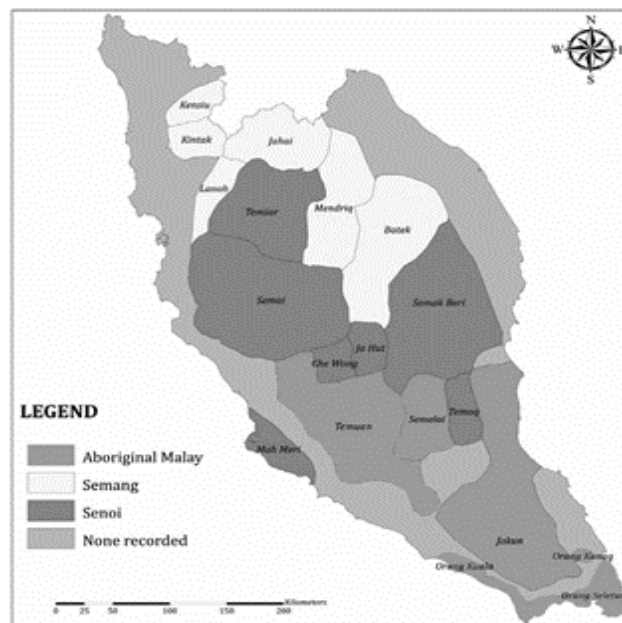 N
W
E
S
Kensiu
Kintak
Jahai
Lanoh
Temiar
Mendriq
Batek
Semai
Semak Beri
Ja Hut
Che Wong
Temuan
Semelai
Temoq
Mah Meri
Jakun
Orang Kanaq
Orang Kuala
Orang Seletar
LEGEND
Aboriginal Malay
Semang
Senoi
None recorded
Kilometers
0 25 50 100 150 200